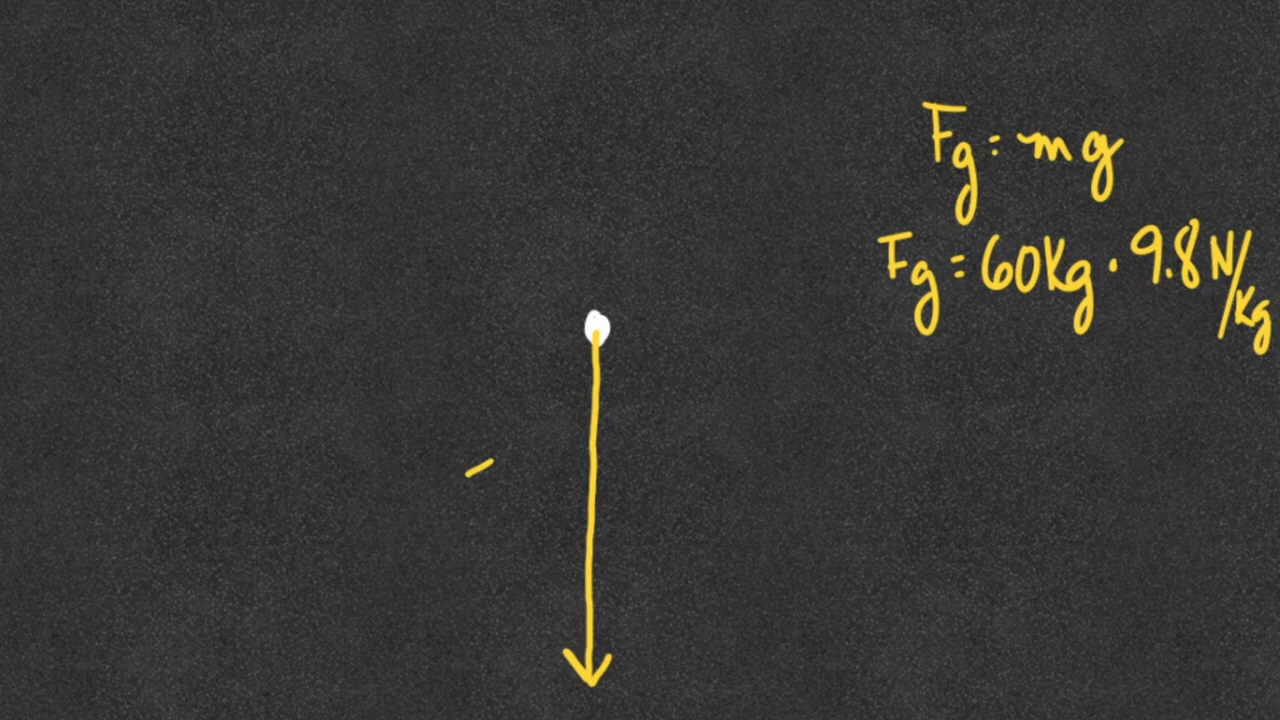 Fg = mg
Fg = 60Kg · 9.8 N/Kg